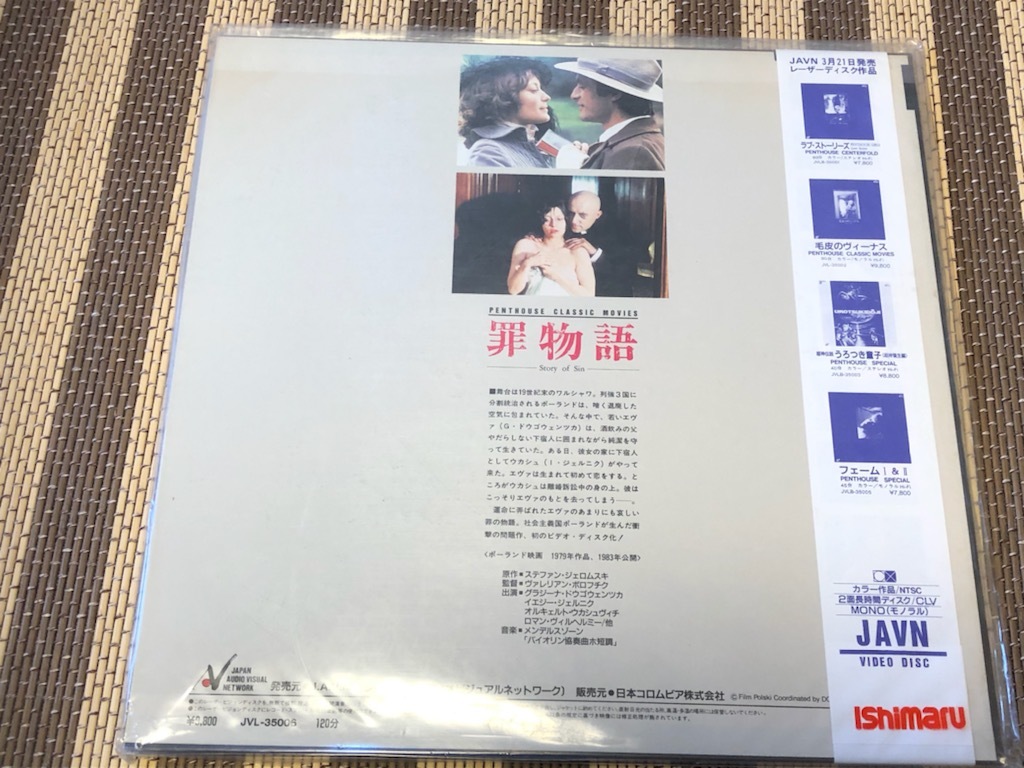 PENTHOUSE CLASSIC MOVIES
罪物語
Story of Sin
■舞台は19世紀末のワルシャワ。列強3国に
分割統治されるポーランドは、暗く退廃した
空気に包まれていた。そんな中で、若いエヴ
ァ(G・ドウゴウェンツカ)は、酒飲みの父
やだらしない下宿人に囲まれながら純潔を守
って生きていた。ある日、彼女の家に下宿人
としてウカシュ(I・ジェルニク)がやって
来た。エヴァは生まれて初めて恋をする。と
ころがウカシュは離婚訴訟中の身の上。彼は
こっそりエヴァのもとを去ってしまう——。
運命に弄ばれたエヴァのあまりにも哀しい
罪の物語。社会主義国ポーランドが生んだ衝
撃の問題作、初のビデオ・ディスク化!
〈ポーランド映画 1979年作品、1983年公開〉
原作■ステファン・ジェロムスキ
監督■ヴァレリアン・ボロフチク
出演■グラジーナ・ドウゴウェンツカ
イエジー・ジェルニク
オルキェルト・ウカシュヴィチ
ロマン・ヴィルヘルミー/他
音楽■メンデルスゾーン
「バイオリン協奏曲ホ短調」
JAPAN
AUDIO VISUAL
NETWORK
発売元
ジュアルネットワーク) 販売元●日本コロムビア株式会社 ©Film Polski Coordinated by
¥9,800 JVL-35006 120分
JAVN 3月21日発売
レーザーディスク作品
ラブ・ストーリーズ
PENTHOUSE CENTERFOLD
¥7,800
毛皮のヴィーナス
PENTHOUSE CLASSIC MOVIES
¥9,800
うろつき童子
PENTHOUSE SPECIAL
¥8,800
フェームⅠ&Ⅱ
PENTHOUSE SPECIAL
¥7,800
カラー作品/NTSC
2面長時間ディスク/CLV
MONO(モノラル)
JAVN
VIDEO DISC
Ishimaru